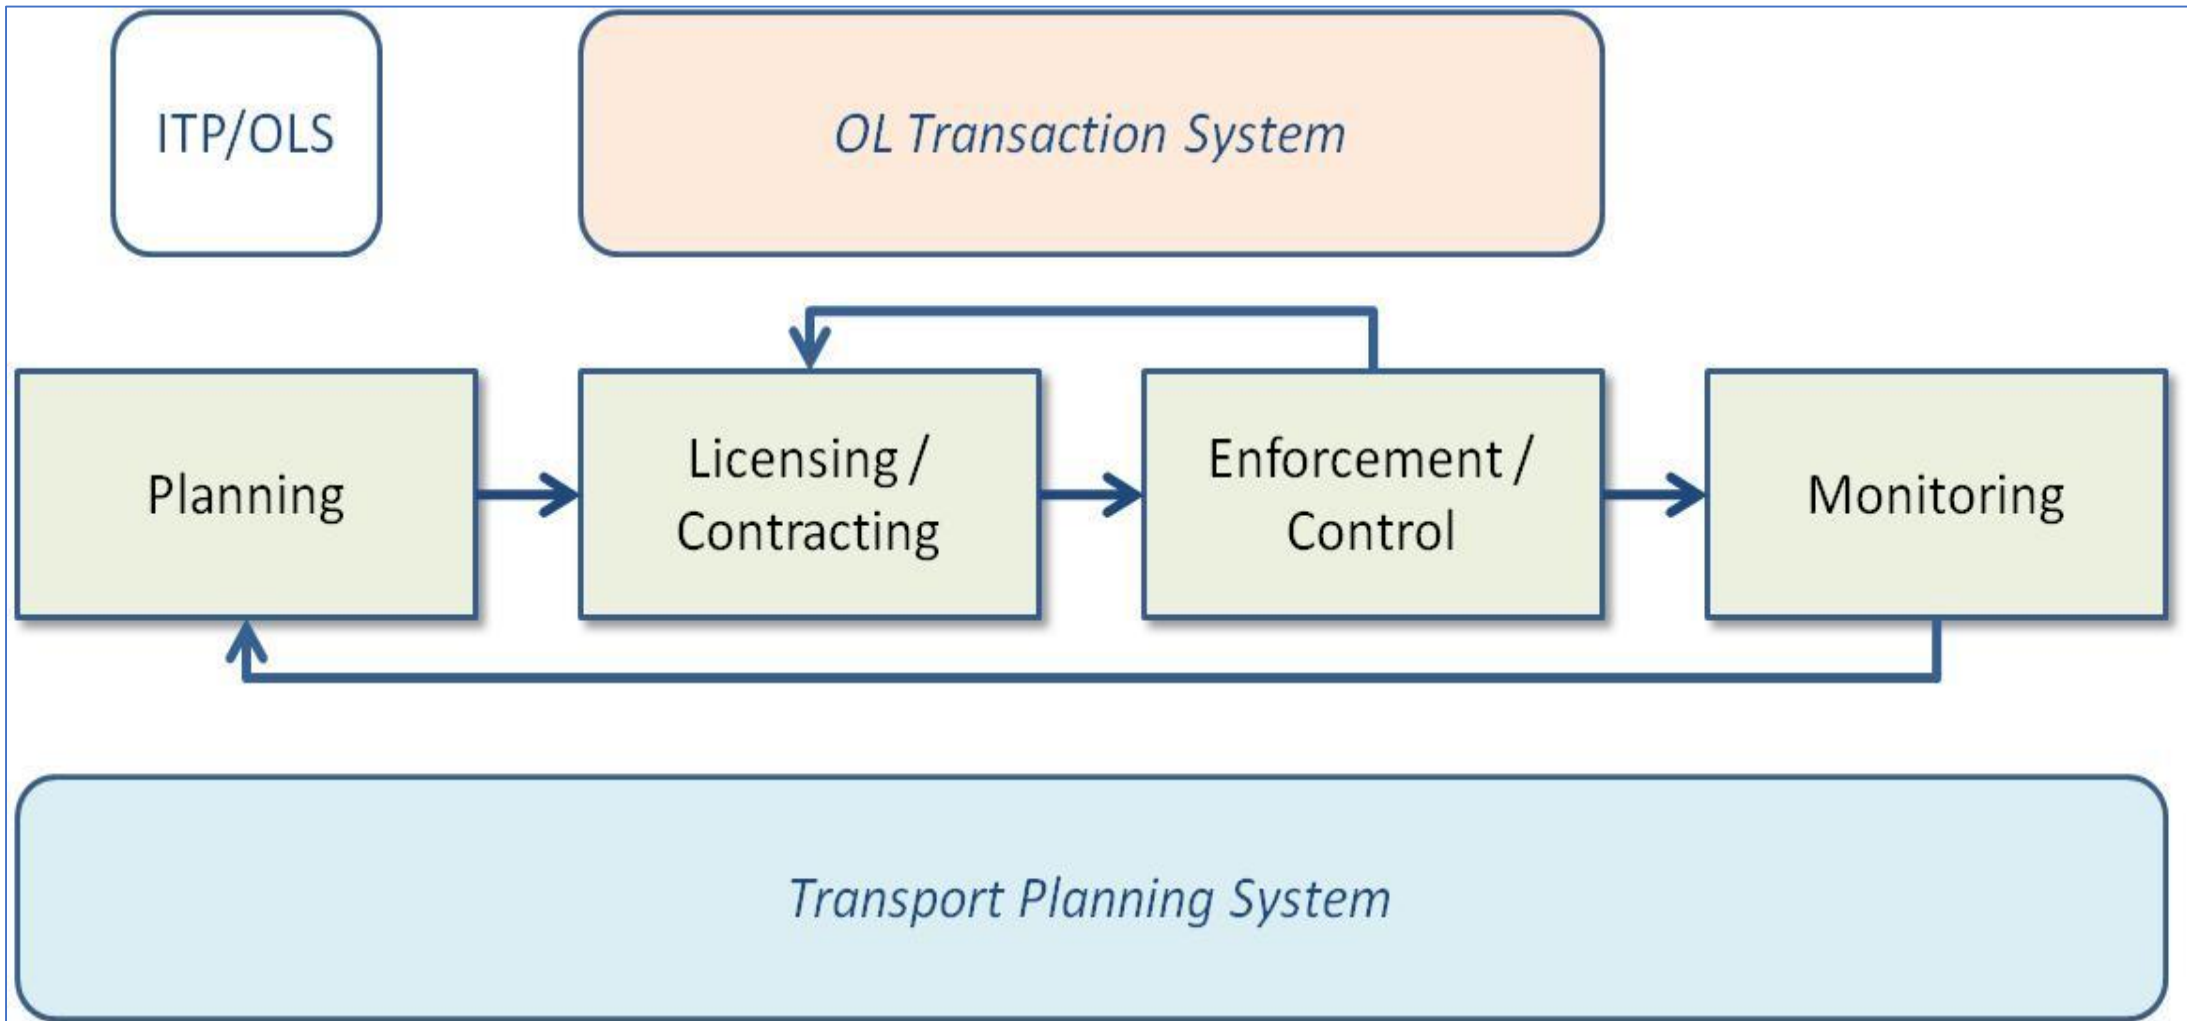 ITP/OLS
OL Transaction System
Planning
Licensing /
Contracting
Enforcement /
Control
Monitoring
Transport Planning System